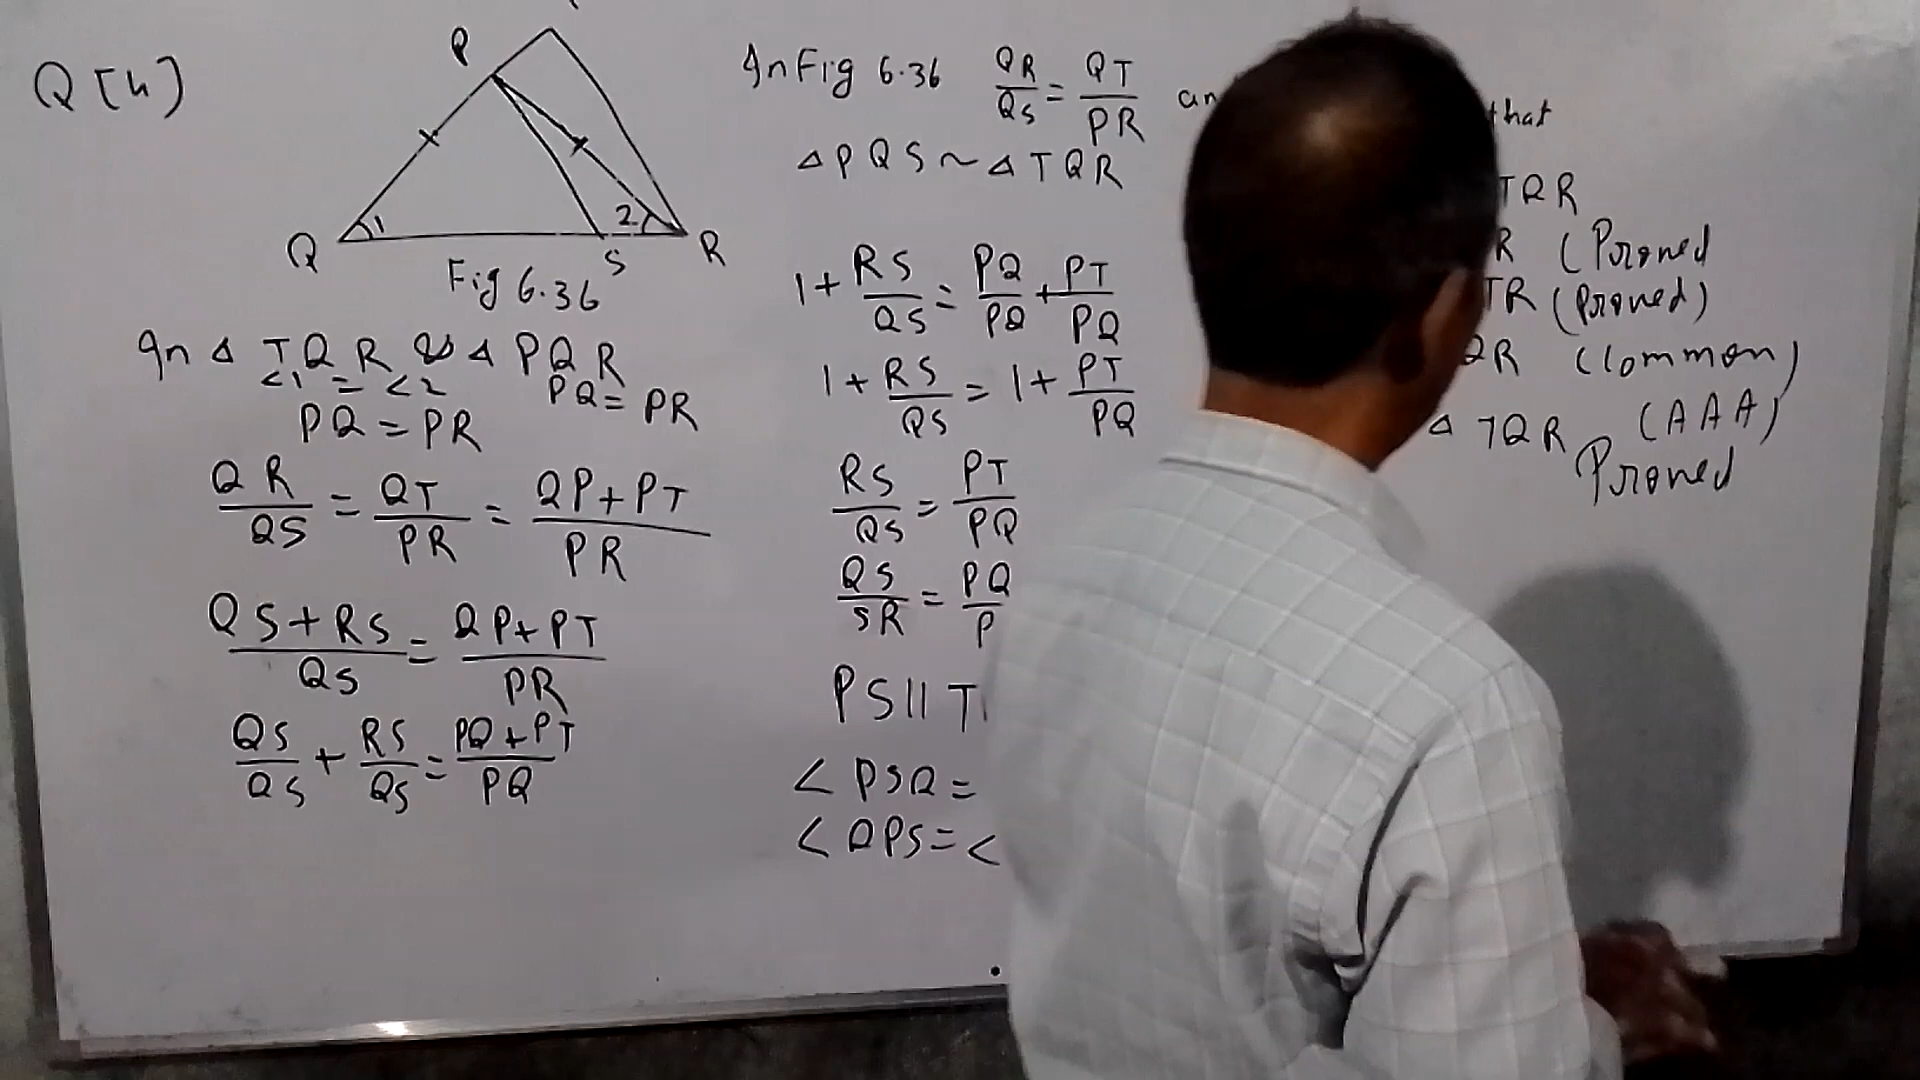 Q [4]
P
1
2
Q
S
R
Fig 6.36
In Δ TQR & Δ PQR
<1 = <2
PQ = PR
PQ = PR
QR/QS = QT/PR = QP+PT/PR
QS+RS/QS = QP+PT/PR
QS/QS + RS/QS = PQ+PT/PQ
In Fig 6.36 QR/QS = QT/PR that
Δ PQS ~ Δ TQR
1 + RS/QS = PQ/PQ + PT/PQ
1 + RS/QS = 1 + PT/PQ
RS/QS = PT/PQ
QS/SR = PQ/P
PS || T
< PSQ =
< QPS = <
TQR
R (Proved
TR (Proved)
QR (Common)
Δ TQR (AAA)
Proved